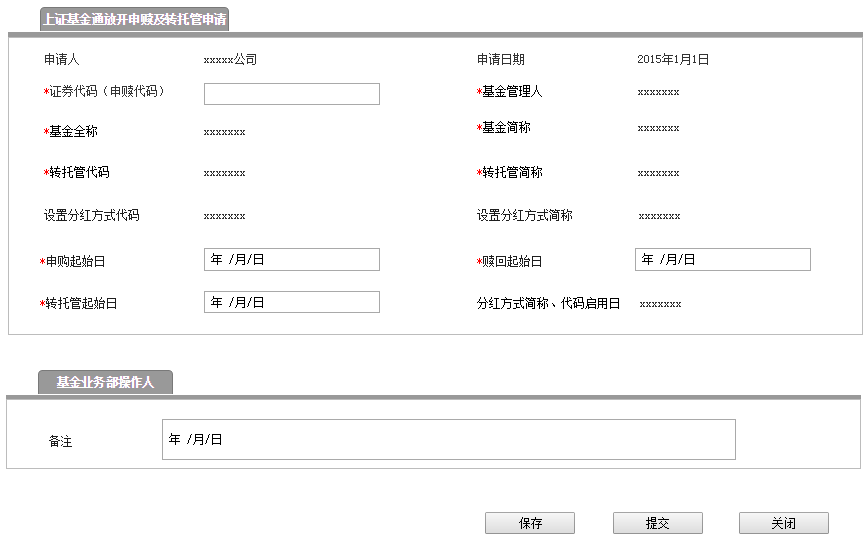 上证基金通放开申赎及转托管申请
申请人 xxxxx公司 申请日期 2015年1月1日
*证券代码（申赎代码） *基金管理人 xxxxxxx
*基金全称 xxxxxxx *基金简称 xxxxxxx
*转托管代码 xxxxxxx *转托管简称 xxxxxxx
设置分红方式代码 xxxxxxx 设置分红方式简称 xxxxxxx
*申购起始日 年 /月/日 *赎回起始日 年 /月/日
*转托管起始日 年 /月/日 分红方式简称、代码启用日 xxxxxxx
基金业务部操作人
备注 年 /月/日
保存 提交 关闭